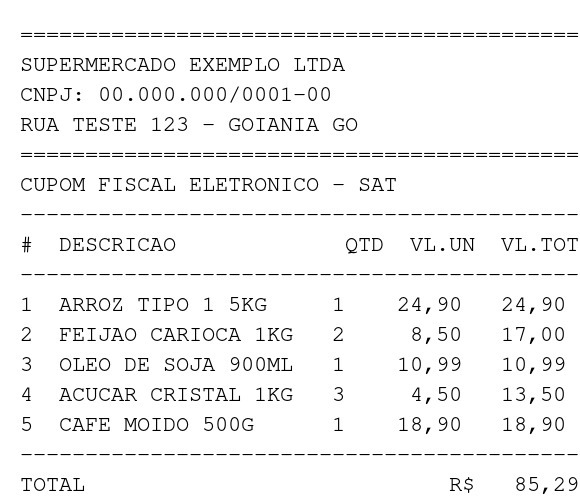 ===========================================
SUPERMERCADO EXEMPLO LTDA
CNPJ: 00.000.000/0001-00
RUA TESTE 123 - GOIANIA GO
===========================================
CUPOM FISCAL ELETRONICO - SAT
-------------------------------------------
#  DESCRICAO             QTD  VL.UN  VL.TOT
-------------------------------------------
1  ARROZ TIPO 1 5KG     1    24,90   24,90
2  FEIJAO CARIOCA 1KG   2     8,50   17,00
3  OLEO DE SOJA 900ML   1    10,99   10,99
4  ACUCAR CRISTAL 1KG   3     4,50   13,50
5  CAFE MOIDO 500G      1    18,90   18,90
-------------------------------------------
TOTAL                            R$   85,29